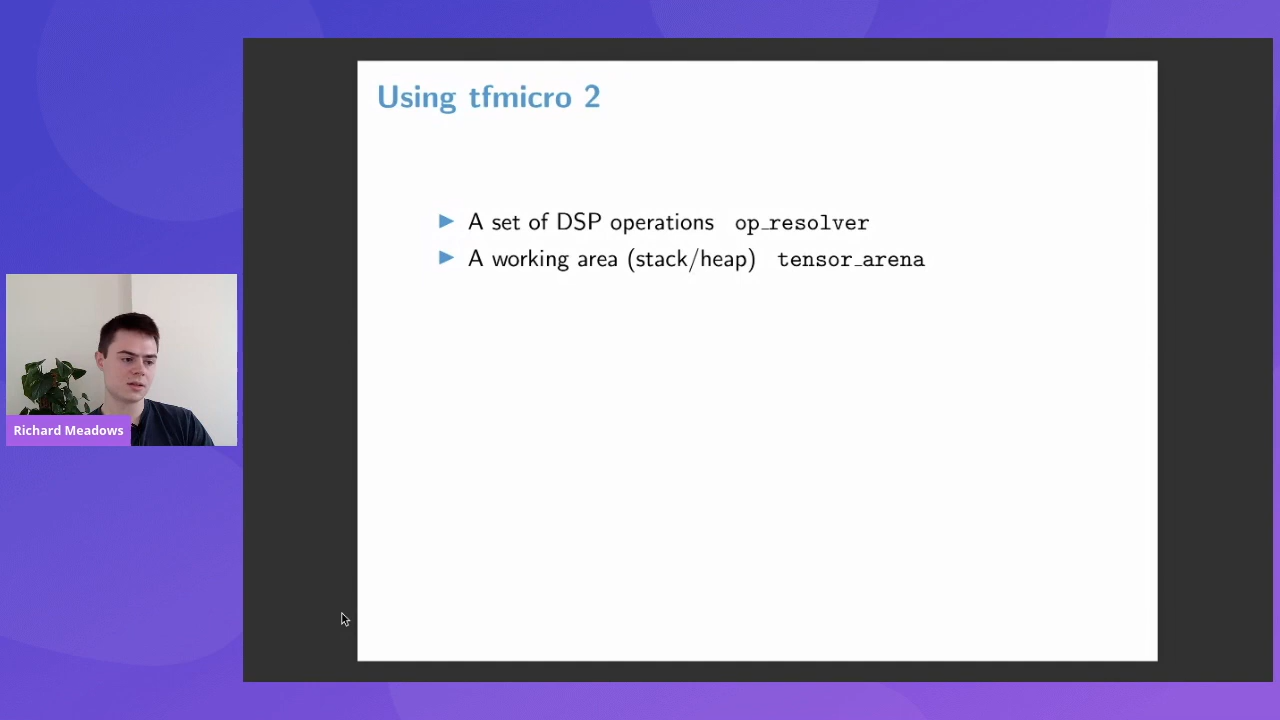 Using tfmicro 2
▶ A set of DSP operations op_resolver
▶ A working area (stack/heap) tensor_arena
Richard Meadows